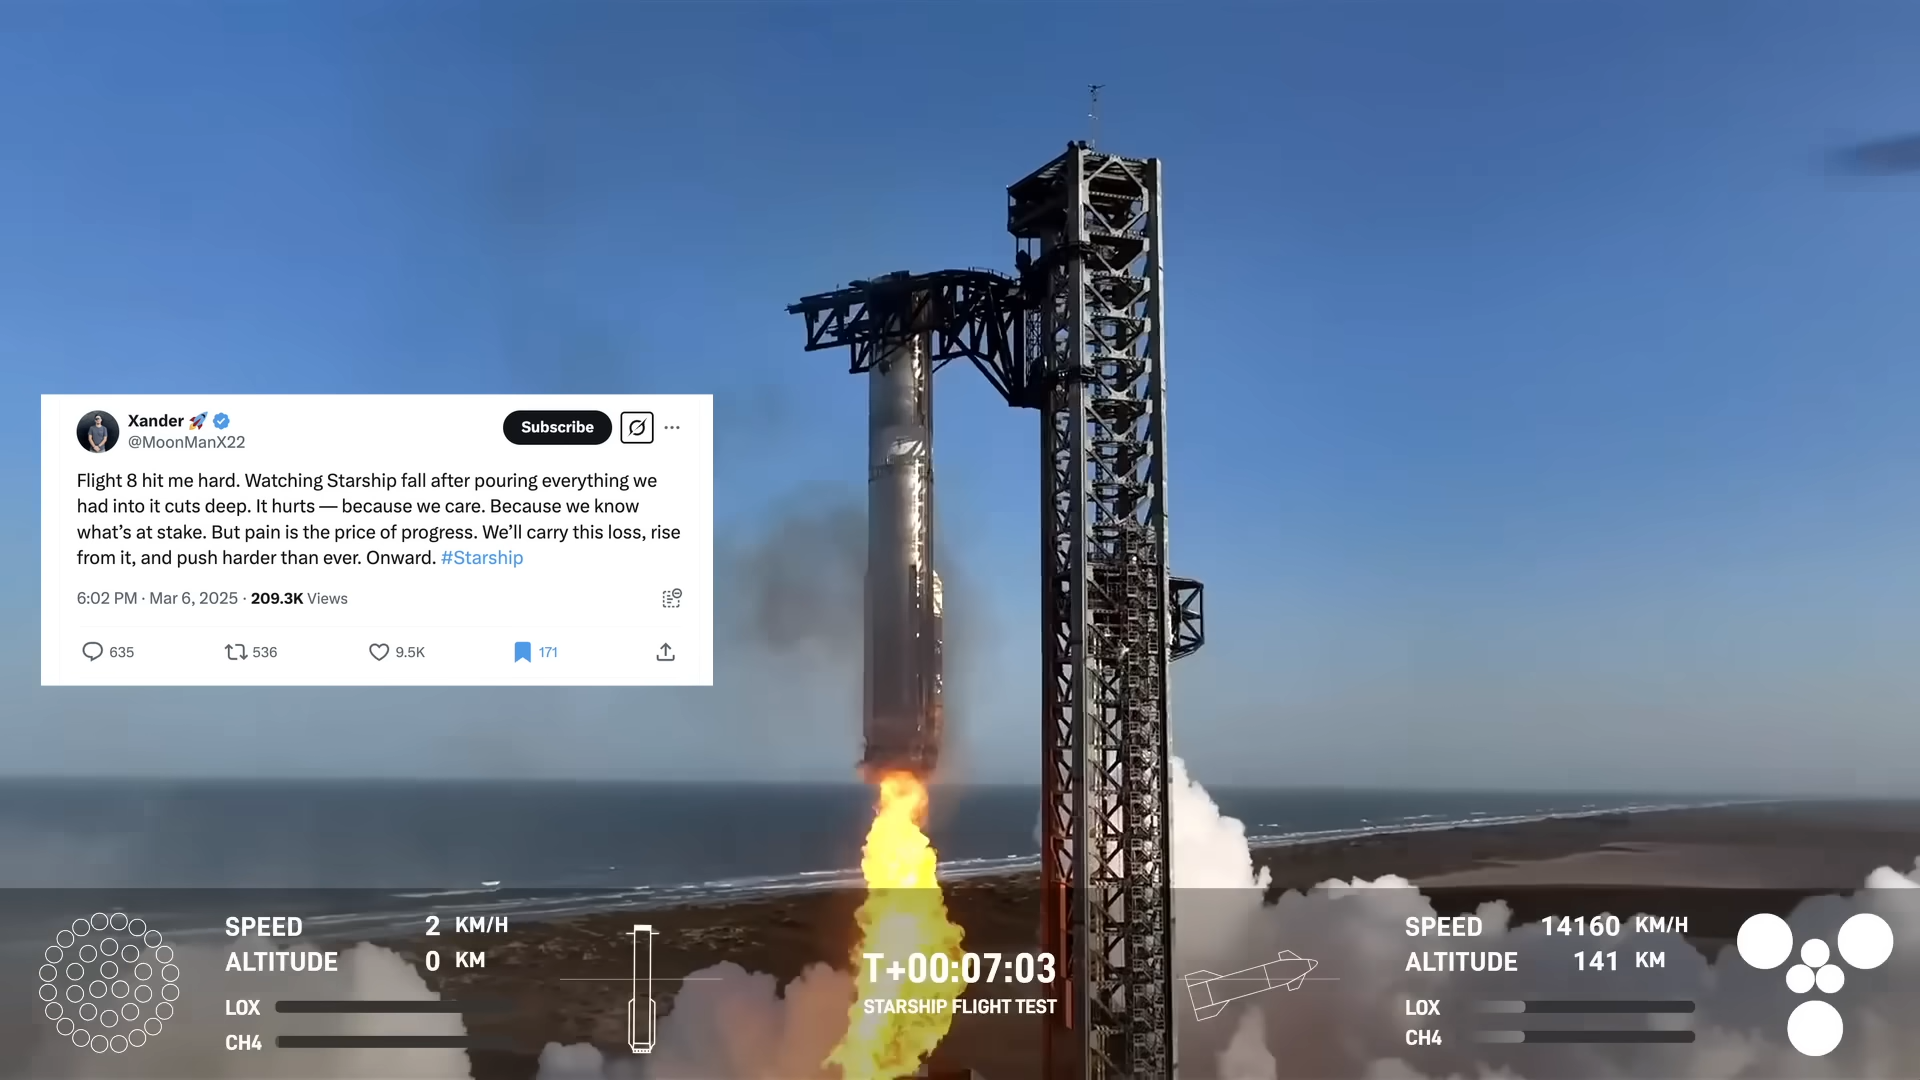 Xander 🚀
@MoonManX22
Subscribe
Flight 8 hit me hard. Watching Starship fall after pouring everything we
had into it cuts deep. It hurts — because we care. Because we know
what’s at stake. But pain is the price of progress. We’ll carry this loss, rise
from it, and push harder than ever. Onward. #Starship
6:02 PM · Mar 6, 2025 · 209.3K Views
635 536 9.5K 171
SPEED 2 KM/H
ALTITUDE 0 KM
LOX
CH4
T+00:07:03
STARSHIP FLIGHT TEST
SPEED 14160 KM/H
ALTITUDE 141 KM
LOX
CH4